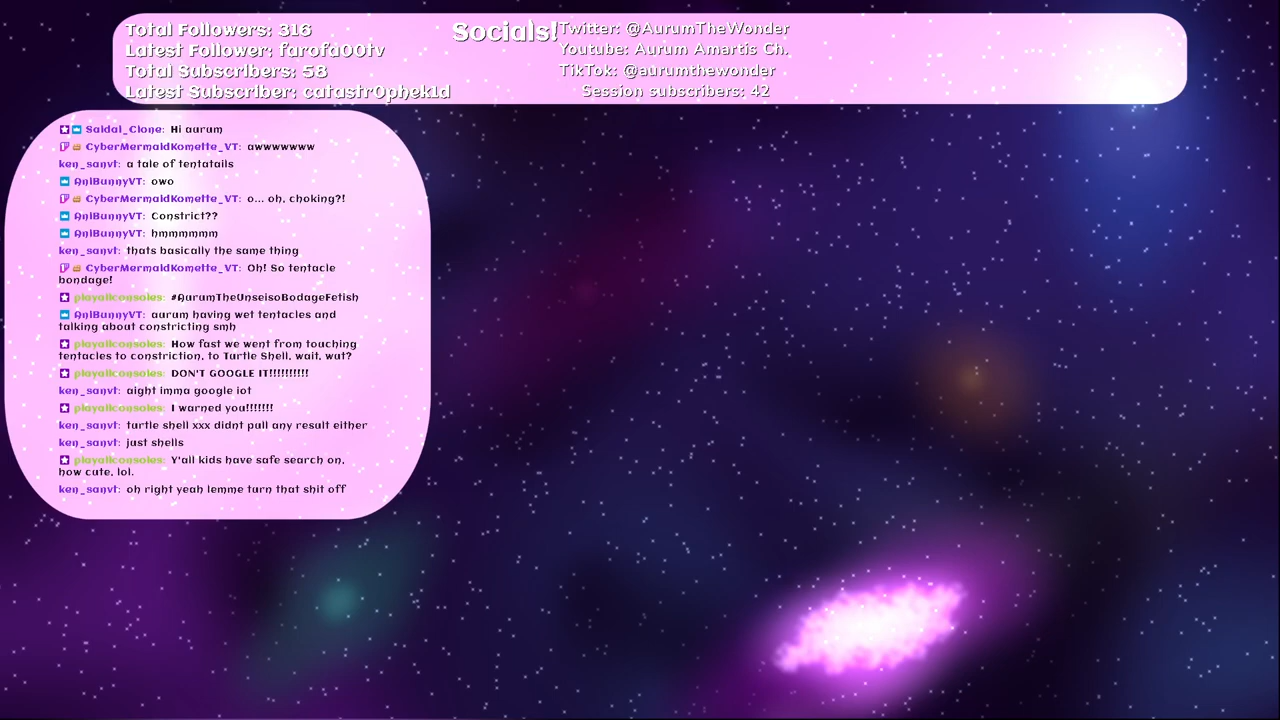 Total Followers: 316
Latest Follower: farofa00tv
Total Subscribers: 58
Latest Subscriber: catastr0phek1d
Socials!
Twitter: @AurumTheWonder
Youtube: Aurum Amartis Ch.
TikTok: @aurumthewonder
Session subscribers: 42
Saidai_Clone: Hi aurum
CyberMermaidKomette_VT: awwwwwww
ken_sanvt: a tale of tentatails
AniBunnyVT: owo
CyberMermaidKomette_VT: o... oh, choking?!
AniBunnyVT: Constrict??
AniBunnyVT: hmmmmmm
ken_sanvt: thats basically the same thing
CyberMermaidKomette_VT: Oh! So tentacle
bondage!
playallconsoles: #AurumTheUnseisoBodageFetish
AniBunnyVT: aurum having wet tentacles and
talking about constricting smh
playallconsoles: How fast we went from touching
tentacles to constriction, to Turtle Shell, wait, wut?
playallconsoles: DON'T GOOGLE IT!!!!!!!!!!
ken_sanvt: aight imma google iot
playallconsoles: I warned you!!!!!!!
ken_sanvt: turtle shell xxx didnt pull any result either
ken_sanvt: just shells
playallconsoles: Y'all kids have safe search on,
how cute, lol.
ken_sanvt: oh right yeah lemme turn that shit off